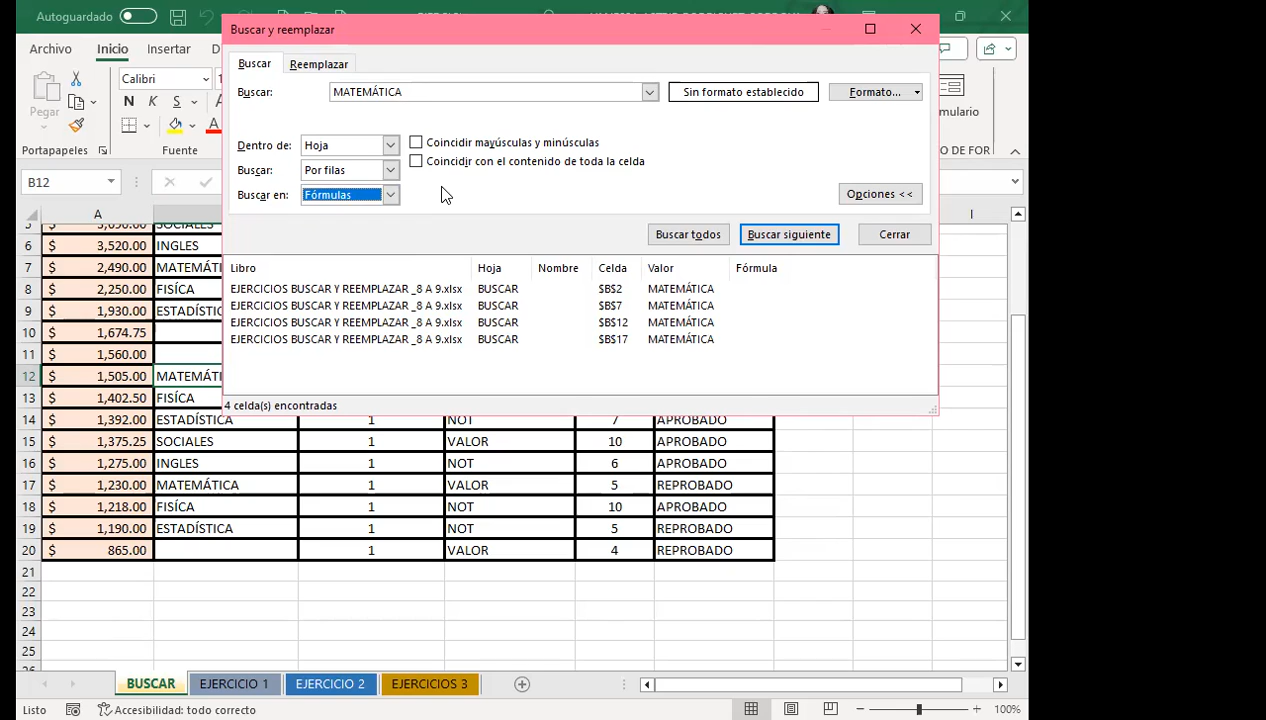 Autoguardado
Archivo Inicio Insertar D
Calibri
N K S
A
Pegar
Portapapeles Fuente
Buscar y reemplazar
Buscar Reemplazar
Buscar: MATEMÁTICA Sin formato establecido Formato...
Dentro de: Hoja Coincidir mayúsculas y minúsculas
Buscar: Por filas Coincidir con el contenido de toda la celda
Buscar en: Fórmulas Opciones <<
Buscar todos Buscar siguiente Cerrar
Libro Hoja Nombre Celda Valor Fórmula
EJERCICIOS BUSCAR Y REEMPLAZAR _8 A 9.xlsx BUSCAR $B$2 MATEMÁTICA
EJERCICIOS BUSCAR Y REEMPLAZAR _8 A 9.xlsx BUSCAR $B$7 MATEMÁTICA
EJERCICIOS BUSCAR Y REEMPLAZAR _8 A 9.xlsx BUSCAR $B$12 MATEMÁTICA
EJERCICIOS BUSCAR Y REEMPLAZAR _8 A 9.xlsx BUSCAR $B$17 MATEMÁTICA
4 celda(s) encontradas
mulario
DE FOR
B12
A I
6 $ 3,520.00 INGLES
7 $ 2,490.00 MATEMÁTI
8 $ 2,250.00 FISÍCA
9 $ 1,930.00 ESTADÍSTIC
10 $ 1,674.75
11 $ 1,560.00
12 $ 1,505.00 MATEMÁTI
13 $ 1,402.50 FISÍCA
14 $ 1,392.00 ESTADÍSTICA 1 NOT 7 APROBADO
15 $ 1,375.25 SOCIALES 1 VALOR 10 APROBADO
16 $ 1,275.00 INGLES 1 NOT 6 APROBADO
17 $ 1,230.00 MATEMÁTICA 1 VALOR 5 REPROBADO
18 $ 1,218.00 FISÍCA 1 NOT 10 APROBADO
19 $ 1,190.00 ESTADÍSTICA 1 NOT 5 REPROBADO
20 $ 865.00 1 VALOR 4 REPROBADO
21
22
23
24
25
BUSCAR EJERCICIO 1 EJERCICIO 2 EJERCICIOS 3
Listo Accesibilidad: todo correcto 100%